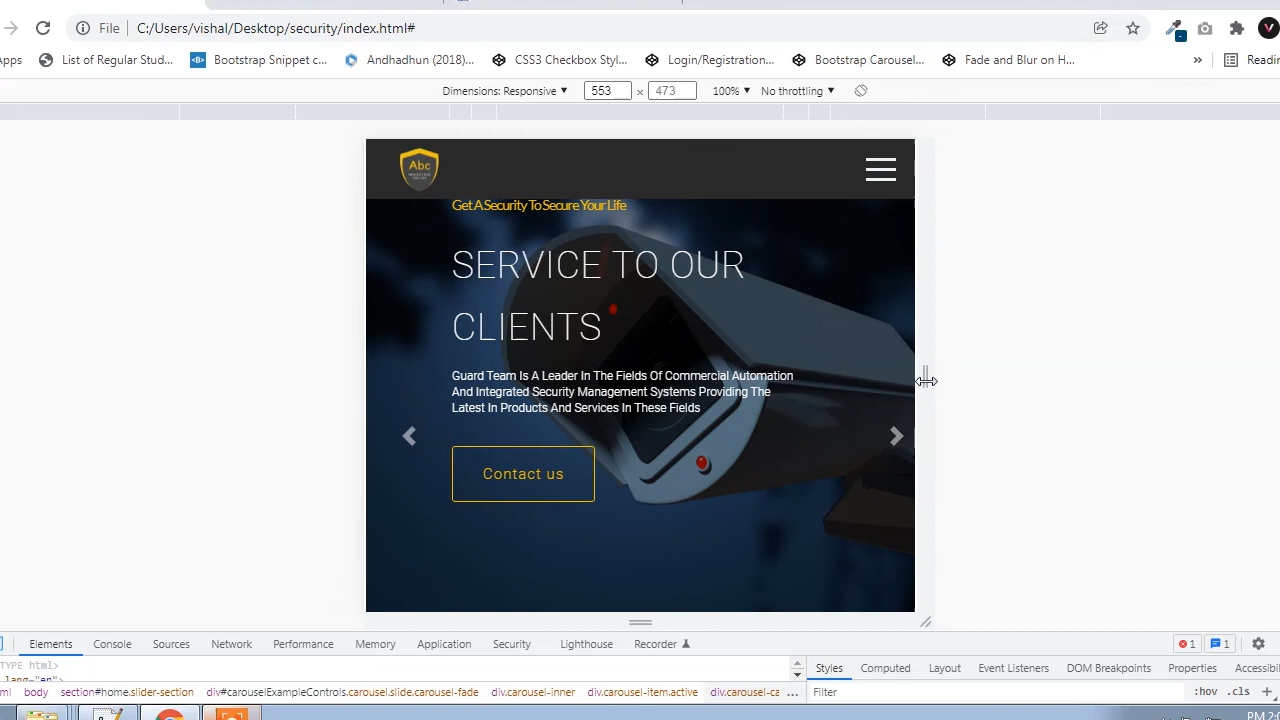 File C:/Users/vishal/Desktop/security/index.html#
Apps List of Regular Stud... Bootstrap Snippet c... Andhadhun (2018)... CSS3 Checkbox Styl... Login/Registration... Bootstrap Carousel... Fade and Blur on H... » Readin
Dimensions: Responsive ▼ 553 × 473 100% ▼ No throttling ▼
Abc
Get A Security To Secure Your Life
SERVICE TO OUR
CLIENTS
Guard Team Is A Leader In The Fields Of Commercial Automation
And Integrated Security Management Systems Providing The
Latest In Products And Services In These Fields
Contact us
Elements Console Sources Network Performance Memory Application Security Lighthouse Recorder 1 1
TYPE html>
lang="en">
Styles Computed Layout Event Listeners DOM Breakpoints Properties Accessibi
ml body section#home.slider-section div#carouselExampleControls.carousel.slide.carousel-fade div.carousel-inner div.carousel-item.active div.carousel-ca ...
Filter :hov .cls +